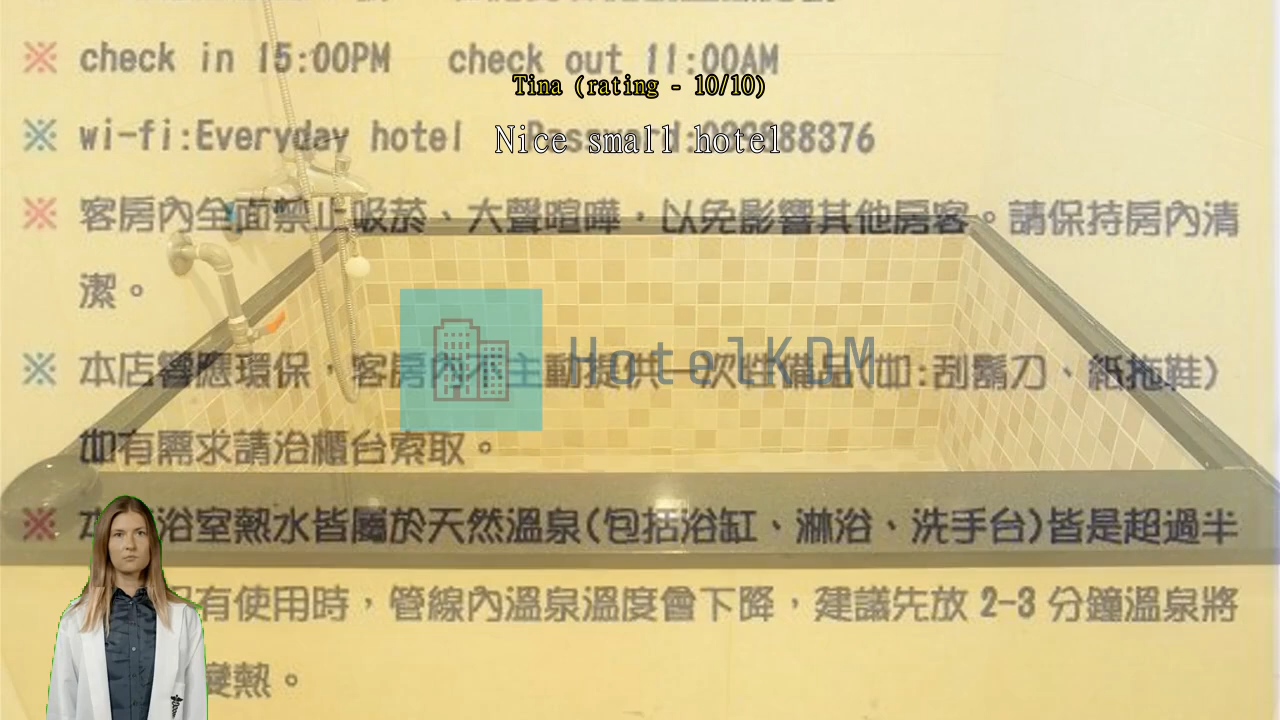 ※ check in 15:00PM check out 11:00AM
Tina (rating - 10/10)
※ wi-fi:Everyday hotel
Nice small hotel
※ 客房內全面禁止吸菸、大聲喧嘩，以免影響其他房客。請保持房內清
潔。
※ 本店響應環保，客房內不主動提供一次性備品(如:刮鬍刀、紙拖鞋)
HotelKDM
如有需求請洽櫃台索取。
※ 本 浴室熱水皆屬於天然溫泉(包括浴缸、淋浴、洗手台)皆是超過半
有使用時，管線內溫泉溫度會下降，建議先放 2-3 分鐘溫泉將
變熱。